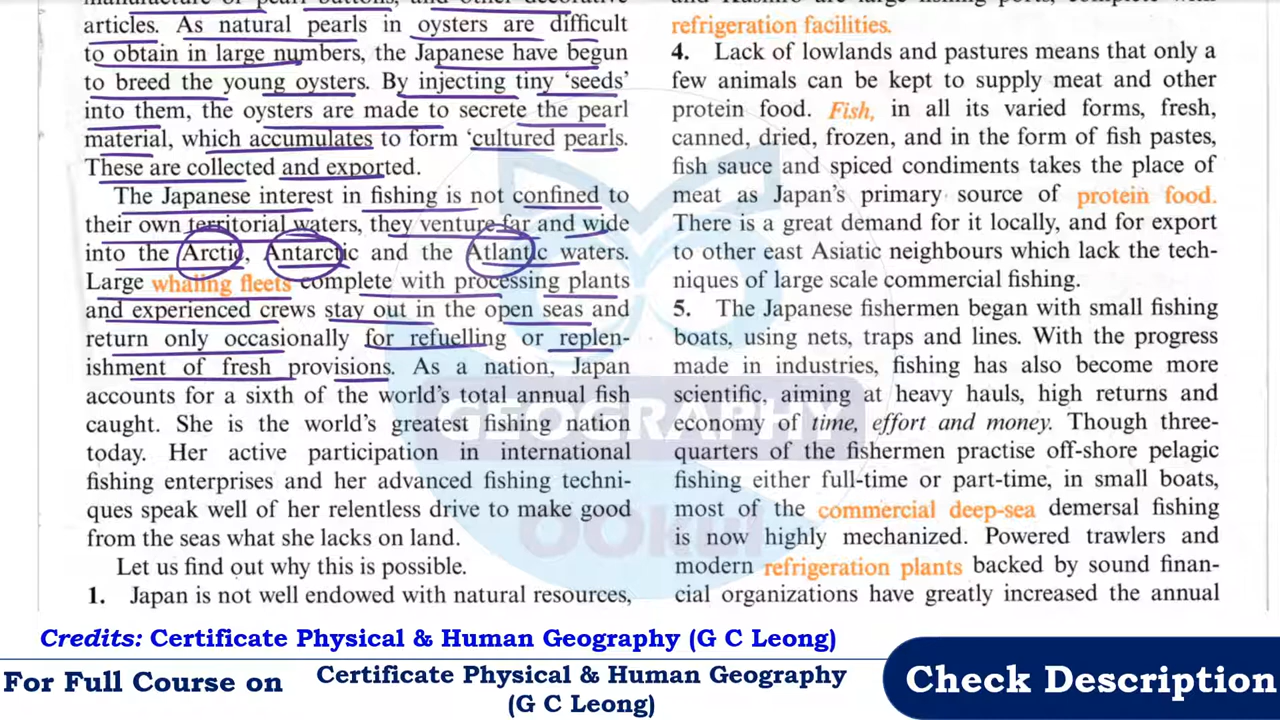 manufacture of pearl buttons, and other decorative
articles. As natural pearls in oysters are difficult
to obtain in large numbers, the Japanese have begun
to breed the young oysters. By injecting tiny ‘seeds’
into them, the oysters are made to secrete the pearl
material, which accumulates to form ‘cultured pearls.
These are collected and exported.
The Japanese interest in fishing is not confined to
their own territorial waters, they venture far and wide
into the Arctic, Antarctic and the Atlantic waters.
Large whaling fleets complete with processing plants
and experienced crews stay out in the open seas and
return only occasionally for refuelling or replen-
ishment of fresh provisions. As a nation, Japan
accounts for a sixth of the world’s total annual fish
caught. She is the world’s greatest fishing nation
today. Her active participation in international
fishing enterprises and her advanced fishing techni-
ques speak well of her relentless drive to make good
from the seas what she lacks on land.
Let us find out why this is possible.
1. Japan is not well endowed with natural resources,
refrigeration facilities.
4. Lack of lowlands and pastures means that only a
few animals can be kept to supply meat and other
protein food. Fish, in all its varied forms, fresh,
canned, dried, frozen, and in the form of fish pastes,
fish sauce and spiced condiments takes the place of
meat as Japan’s primary source of protein food.
There is a great demand for it locally, and for export
to other east Asiatic neighbours which lack the tech-
niques of large scale commercial fishing.
5. The Japanese fishermen began with small fishing
boats, using nets, traps and lines. With the progress
made in industries, fishing has also become more
scientific, aiming at heavy hauls, high returns and
economy of time, effort and money. Though three-
quarters of the fishermen practise off-shore pelagic
fishing either full-time or part-time, in small boats,
most of the commercial deep-sea demersal fishing
is now highly mechanized. Powered trawlers and
modern refrigeration plants backed by sound finan-
cial organizations have greatly increased the annual
GEOGRAPHY
OOkul
Credits: Certificate Physical & Human Geography (G C Leong)
For Full Course on
Certificate Physical & Human Geography
(G C Leong)
Check Description